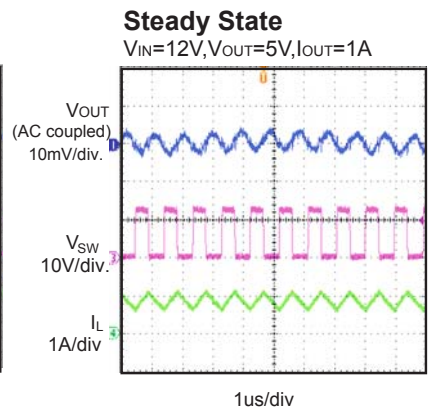 Steady State
VIN=12V,VOUT=5V,IOUT=1A
VOUT
(AC coupled)
10mV/div.
VSW
10V/div.
IL
1A/div
1us/div